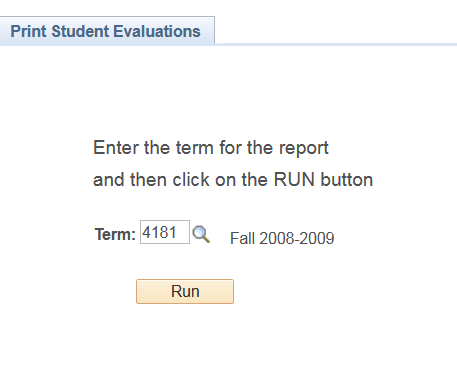 Print Student Evaluations
Enter the term for the report
and then click on the RUN button
Term: 4181 Fall 2008-2009
Run